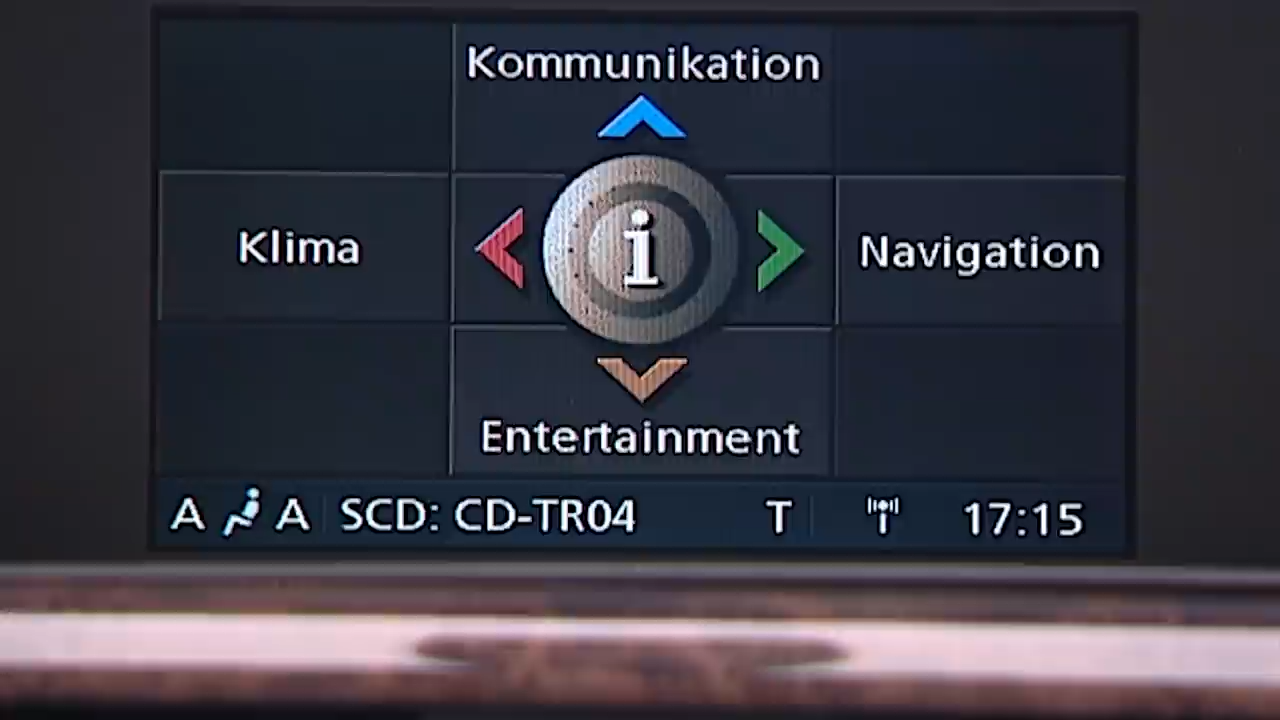 Kommunikation
Klima
i
Navigation
Entertainment
A A SCD: CD-TR04 T 17:15